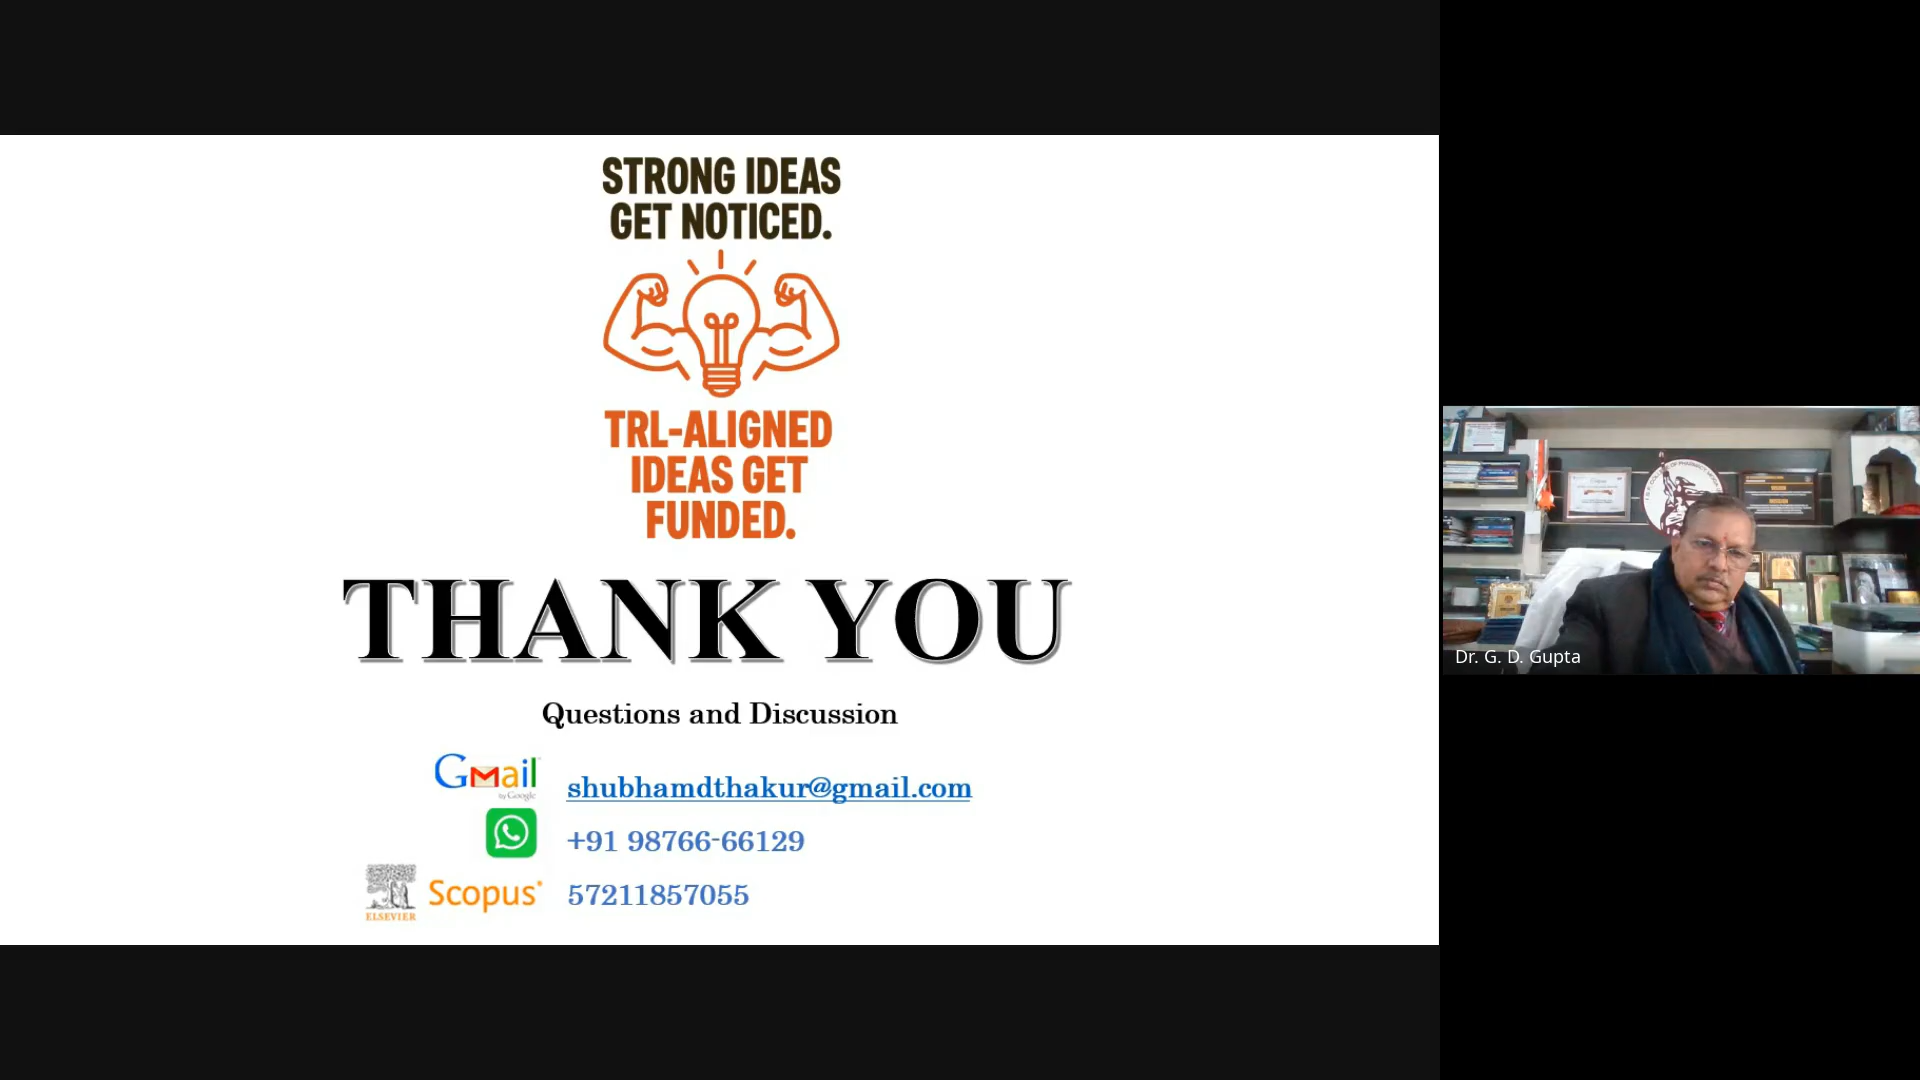 STRONG IDEAS
GET NOTICED.
TRL-ALIGNED
IDEAS GET
FUNDED.
THANK YOU
Questions and Discussion
Gmail
by Google
shubhamdthakur@gmail.com
+91 98766-66129
ELSEVIER
Scopus
57211857055
Dr. G. D. Gupta